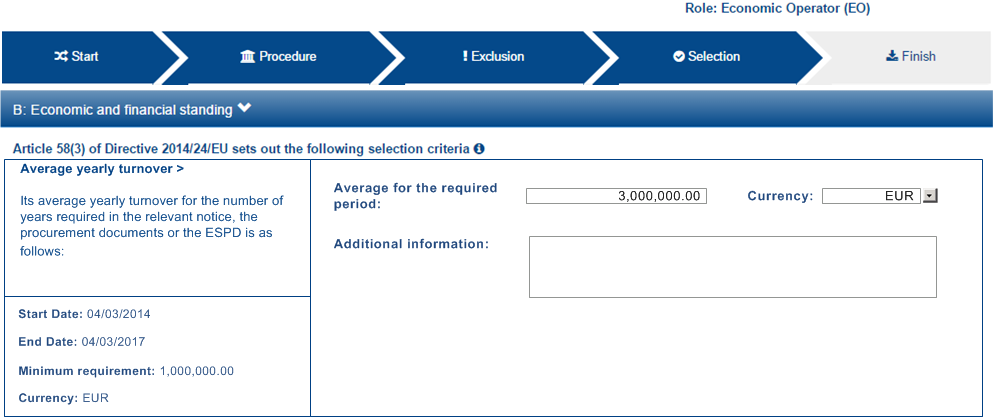 Role: Economic Operator (EO)
Start
Procedure
Exclusion
Selection
Finish
B: Economic and financial standing
Article 58(3) of Directive 2014/24/EU sets out the following selection criteria
Average yearly turnover >
Its average yearly turnover for the number of
years required in the relevant notice, the
procurement documents or the ESPD is as
follows:
Start Date: 04/03/2014
End Date: 04/03/2017
Minimum requirement: 1,000,000.00
Currency: EUR
Average for the required
period:
3,000,000.00
Currency:
EUR
Additional information: